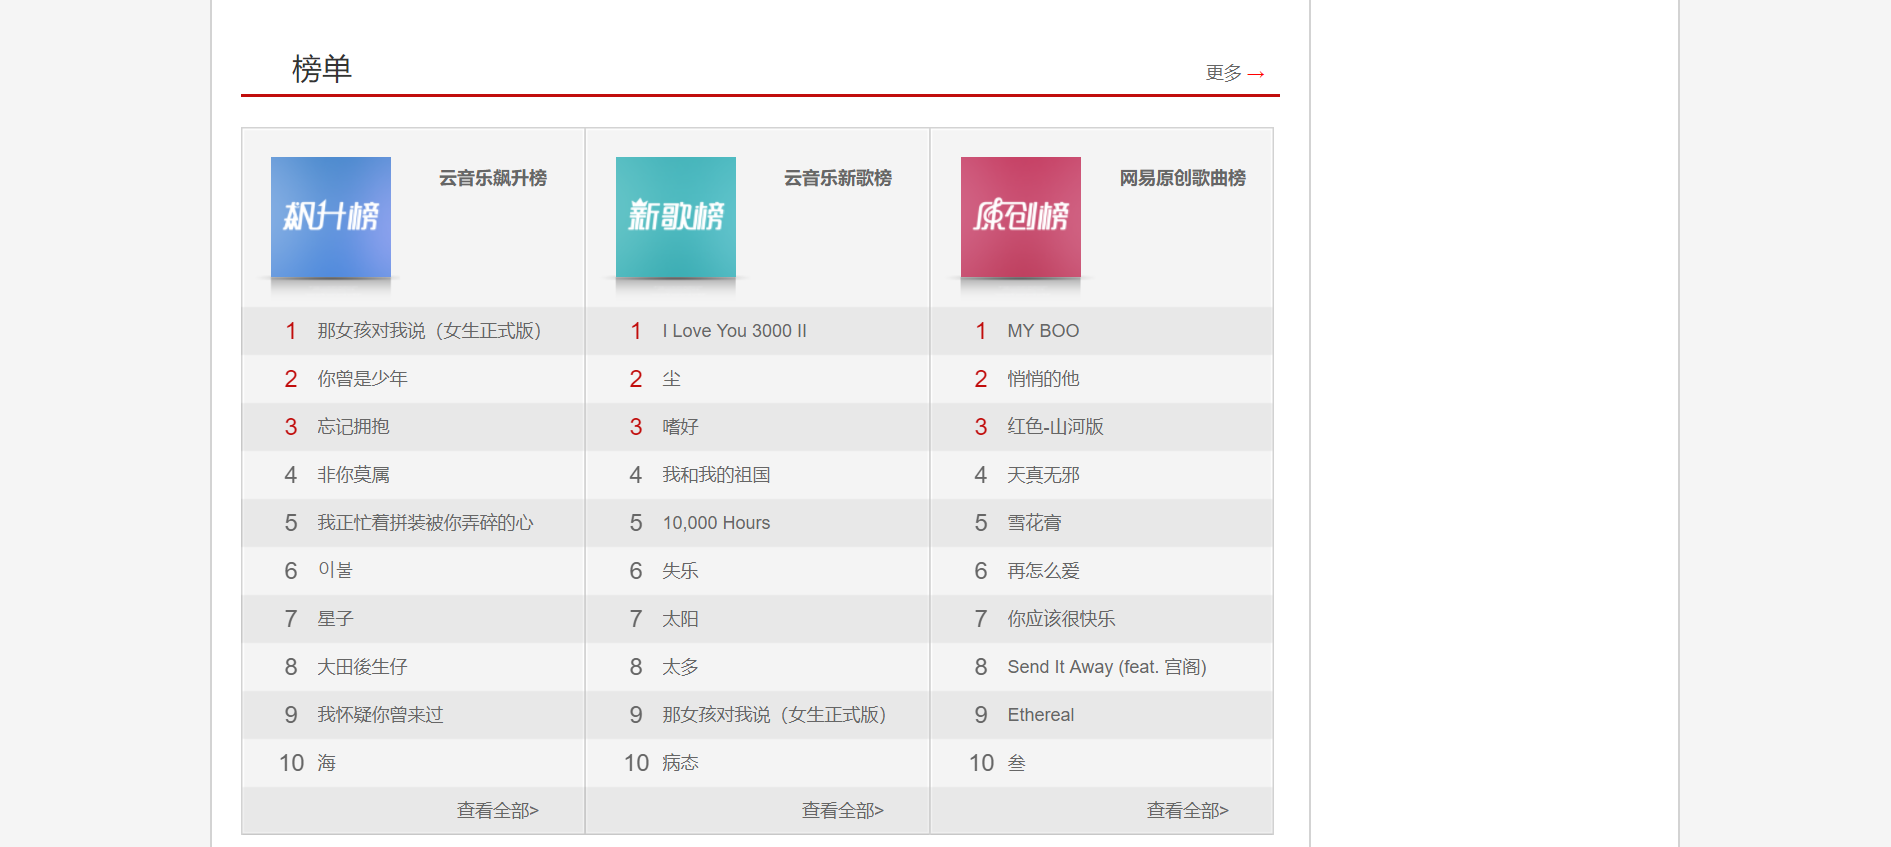 榜单
更多 →
飙升榜
云音乐飙升榜
1 那女孩对我说（女生正式版）
2 你曾是少年
3 忘记拥抱
4 非你莫属
5 我正忙着拼装被你弄碎的心
6 이불
7 星子
8 大田後生仔
9 我怀疑你曾来过
10 海
查看全部>
新歌榜
云音乐新歌榜
1 I Love You 3000 II
2 尘
3 嗜好
4 我和我的祖国
5 10,000 Hours
6 失乐
7 太阳
8 太多
9 那女孩对我说（女生正式版）
10 病态
查看全部>
原创榜
网易原创歌曲榜
1 MY BOO
2 悄悄的他
3 红色-山河版
4 天真无邪
5 雪花膏
6 再怎么爱
7 你应该很快乐
8 Send It Away (feat. 宫阁)
9 Ethereal
10 叁
查看全部>